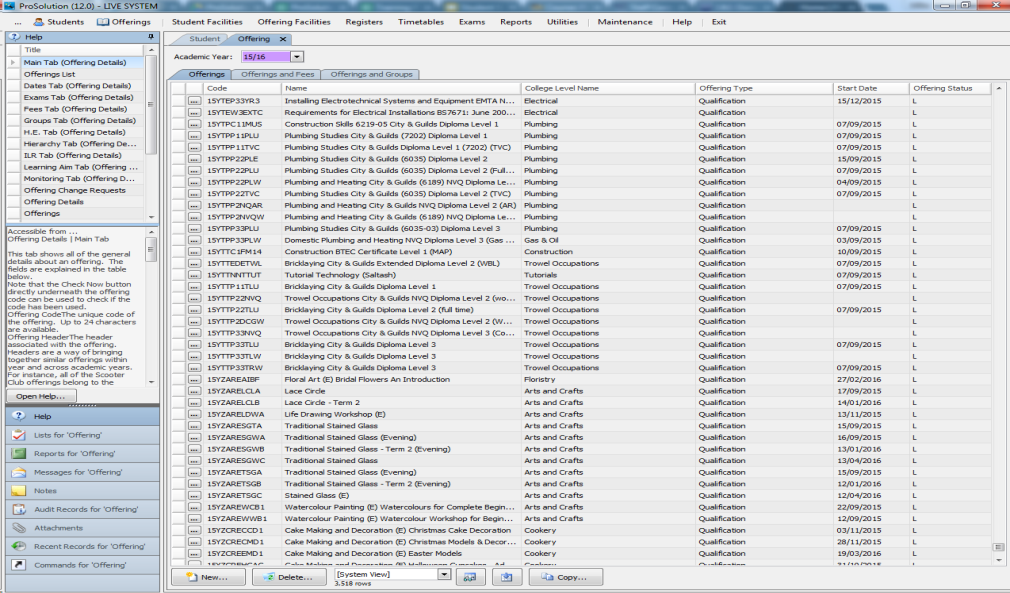 ProSolution (12.0) - LIVE SYSTEM
... Students Offerings Student Facilities Offering Facilities Registers Timetables Exams Reports Utilities Maintenance Help Exit
Help
Title
Main Tab (Offering Details)
Offerings List
Dates Tab (Offering Details)
Exams Tab (Offering Details)
Fees Tab (Offering Details)
Groups Tab (Offering Details)
H.E. Tab (Offering Details)
Hierarchy Tab (Offering De...
ILR Tab (Offering Details)
Learning Aim Tab (Offering ...
Monitoring Tab (Offering D...
Offering Change Requests
Offering Details
Offerings
Accessible from ...
Offering Details | Main Tab
This tab shows all of the general
details about an offering. The
fields are explained in the table
below.
Note that the Check Now button
directly underneath the offering
code can be used to check if the
code has been used.
Offering CodeThe unique code of
the offering. Up to 24 characters
are available.
Offering HeaderThe header
associated with the offering.
Headers are a way of bringing
together similar offerings within
year and across academic years.
For instance, all of the Scooter
Club offerings belong to the
Open Help...
Help
Lists for 'Offering'
Reports for 'Offering'
Messages for 'Offering'
Notes
Audit Records for 'Offering'
Attachments
Recent Records for 'Offering'
Commands for 'Offering'
Student Offering
Academic Year: 15/16
Offerings Offerings and Fees Offerings and Groups
Code Name College Level Name Offering Type Start Date Offering Status
15YTEP33YR3 Installing Electrotechnical Systems and Equipment EMTA N... Electrical Qualification 15/12/2015 L
15YTEW3EXTC Requirements for Electrical Installations BS7671: June 200... Electrical Qualification L
15YTPC11MUS Construction Skills 6219-05 City & Guilds Diploma Level 1 Plumbing Qualification 07/09/2015 L
15YTPP11PLU Plumbing Studies City & Guilds (7202) Diploma Level 1 Plumbing Qualification 07/09/2015 L
15YTPP11TVC Plumbing Studies City & Guilds Diploma Level 1 (7202) (TVC) Plumbing Qualification 07/09/2015 L
15YTPP22PLE Plumbing Studies City & Guilds (6035) Diploma Level 2 Plumbing Qualification 15/09/2015 L
15YTPP22PLU Plumbing Studies City & Guilds (6035) Diploma Level 2 (Full... Plumbing Qualification 07/09/2015 L
15YTPP22PLW Plumbing and Heating City & Guilds (6189) NVQ Diploma Le... Plumbing Qualification 04/09/2015 L
15YTPP22TVC Plumbing Studies City & Guilds (6035) Diploma Level 2 (TVC) Plumbing Qualification 07/09/2015 L
15YTPP2NQAR Plumbing and Heating City & Guilds NVQ Diploma Level 2 (AR) Plumbing Qualification L
15YTPP2NVQW Plumbing and Heating City & Guilds (6189) NVQ Diploma Le... Plumbing Qualification L
15YTPP33PLU Plumbing Studies City & Guilds (6035-03) Diploma Level 3 Plumbing Qualification 07/09/2015 L
15YTPP33PLW Domestic Plumbing and Heating NVQ Diploma Level 3 (Gas ... Gas & Oil Qualification 03/09/2015 L
15YTTC1FM14 Construction BTEC Certificate Level 1 (MAP) Construction Qualification 10/09/2015 L
15YTTEDETWL Bricklaying City & Guilds Extended Diploma Level 2 (WBL) Trowel Occupations Qualification 07/09/2015 L
15YTTNNTTUT Tutorial Technology (Saltash) Tutorials Qualification 07/09/2015 L
15YTTP11TLU Bricklaying City & Guilds Diploma Level 1 Trowel Occupations Qualification 07/09/2015 L
15YTTP22NVQ Trowel Occupations City & Guilds NVQ Diploma Level 2 (wo... Trowel Occupations Qualification L
15YTTP22TLU Bricklaying City & Guilds Diploma Level 2 (full time) Trowel Occupations Qualification 07/09/2015 L
15YTTP2DCGW Trowel Occupations City & Guilds NVQ Diploma Level 2 (W... Trowel Occupations Qualification L
15YTTP33NVQ Trowel Occupations City & Guilds NVQ Diploma Level 3 (Co... Trowel Occupations Qualification L
15YTTP33TLU Bricklaying City & Guilds Diploma Level 3 Trowel Occupations Qualification 07/09/2015 L
15YTTP33TLW Bricklaying City & Guilds Diploma Level 3 Trowel Occupations Qualification L
15YTTP33TRW Bricklaying City & Guilds Diploma Level 3 Trowel Occupations Qualification 07/09/2015 L
15YZAREAIBF Floral Art (E) Bridal Flowers An Introduction Floristry Qualification 27/02/2016 L
15YZARELCLA Lace Circle Arts and Crafts Qualification 17/09/2015 L
15YZARELCLB Lace Circle - Term 2 Arts and Crafts Qualification 14/01/2016 L
15YZARELDWA Life Drawing Workshop (E) Arts and Crafts Qualification 13/11/2015 L
15YZARESGTA Traditional Stained Glass Arts and Crafts Qualification 15/09/2015 L
15YZARESGWA Traditional Stained Glass (Evening) Arts and Crafts Qualification 16/09/2015 L
15YZARESGWB Traditional Stained Glass - Term 2 (Evening) Arts and Crafts Qualification 13/01/2016 L
15YZARESGWC Traditional Stained Glass Arts and Crafts Qualification 13/04/2016 L
15YZARETSGA Traditional Stained Glass (Evening) Arts and Crafts Qualification 15/09/2015 L
15YZARETSGB Traditional Stained Glass - Term 2 (Evening) Arts and Crafts Qualification 12/01/2016 L
15YZARETSGC Stained Glass (E) Arts and Crafts Qualification 12/04/2016 L
15YZAREWCB1 Watercolour Painting (E) Watercolours for Complete Begin... Arts and Crafts Qualification 22/09/2015 L
15YZAREWWB1 Watercolour Painting (E) Watercolour Workshop for Begin... Arts and Crafts Qualification 12/09/2015 L
15YZCRECCD1 Cake Making and Decoration (E) Christmas Cake Decoration Cookery Qualification 03/11/2015 L
15YZCRECMD1 Cake Making and Decoration (E) Christmas Models & Decor... Cookery Qualification 28/11/2015 L
15YZCREEMD1 Cake Making and Decoration (E) Easter Models Cookery Qualification 19/03/2016 L
New... Delete... [System View] Copy...
3,518 rows